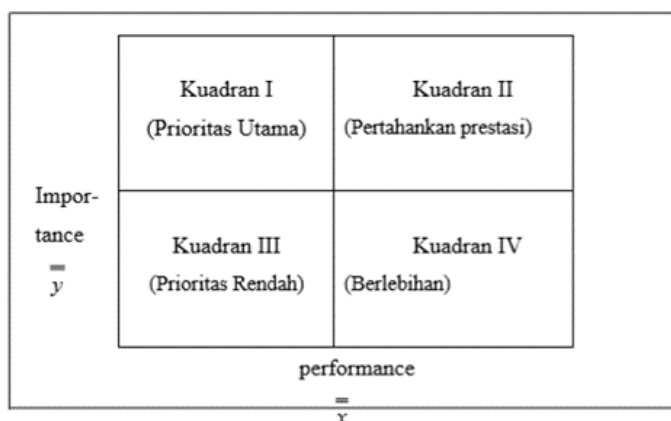 Kuadran I
(Prioritas Utama)
Kuadran II
(Pertahankan prestasi)
Impor-
tance
y
Kuadran III
(Prioritas Rendah)
Kuadran IV
(Berlebihan)
performance
x